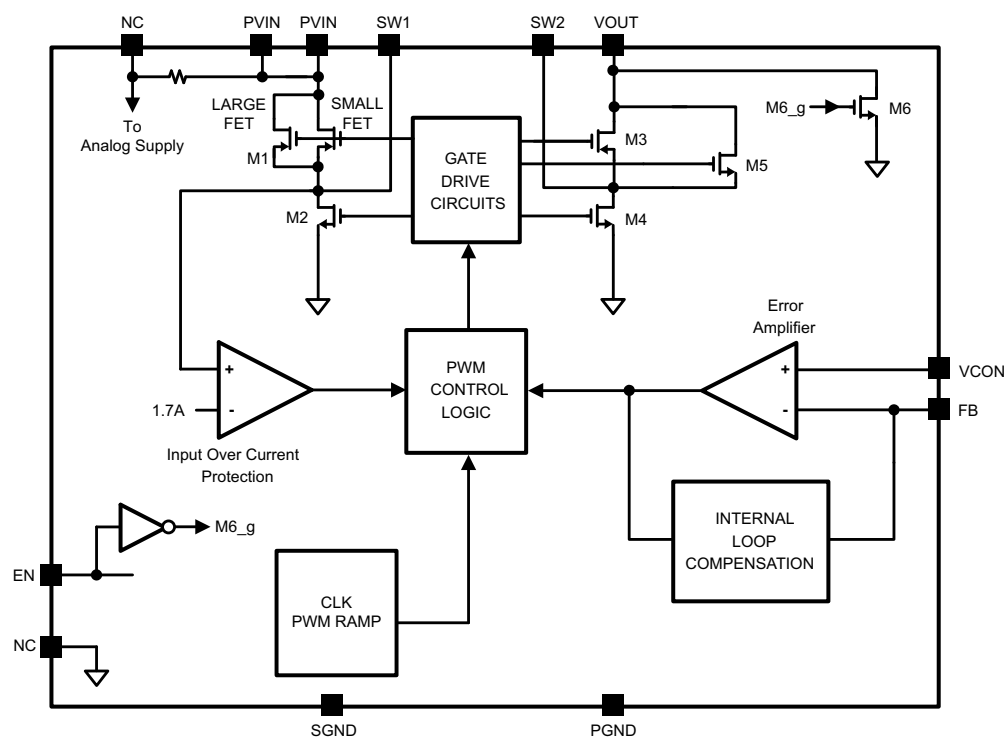 NC
PVIN
PVIN
SW1
SW2
VOUT
LARGE
FET
SMALL
FET
To
Analog Supply
M1
M2
GATE
DRIVE
CIRCUITS
M3
M5
M4
M6_g
M6
Error
Amplifier
+
-
1.7A
Input Over Current
Protection
PWM
CONTROL
LOGIC
+
-
VCON
FB
M6_g
EN
NC
CLK
PWM RAMP
INTERNAL
LOOP
COMPENSATION
SGND
PGND